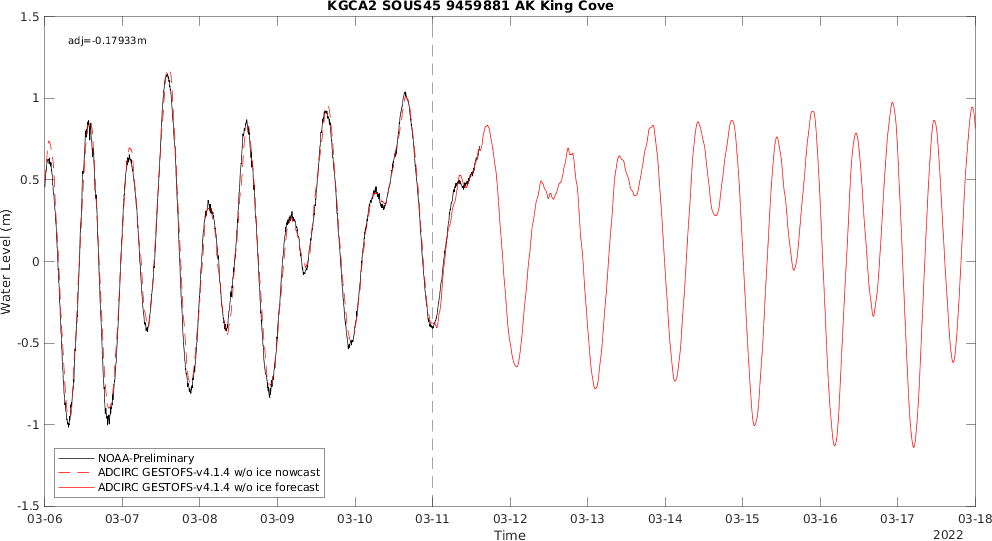 KGCA2 SOUS45 9459881 AK King Cove
adj=-0.17933m
1.5
1
0.5
0
-0.5
-1
-1.5
Water Level (m)
NOAA-Preliminary
ADCIRC GESTOFS-v4.1.4 w/o ice nowcast
ADCIRC GESTOFS-v4.1.4 w/o ice forecast
03-06 03-07 03-08 03-09 03-10 03-11 03-12 03-13 03-14 03-15 03-16 03-17 03-18
Time
2022